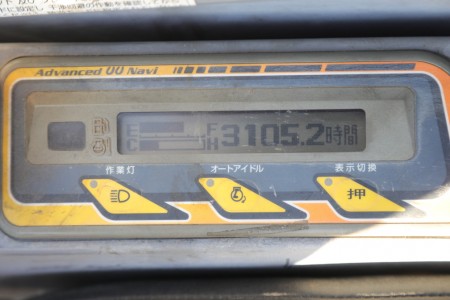 Advanced 00 Navi
E F 3105.2時間
C H
作業灯 オートアイドル 表示切換
押